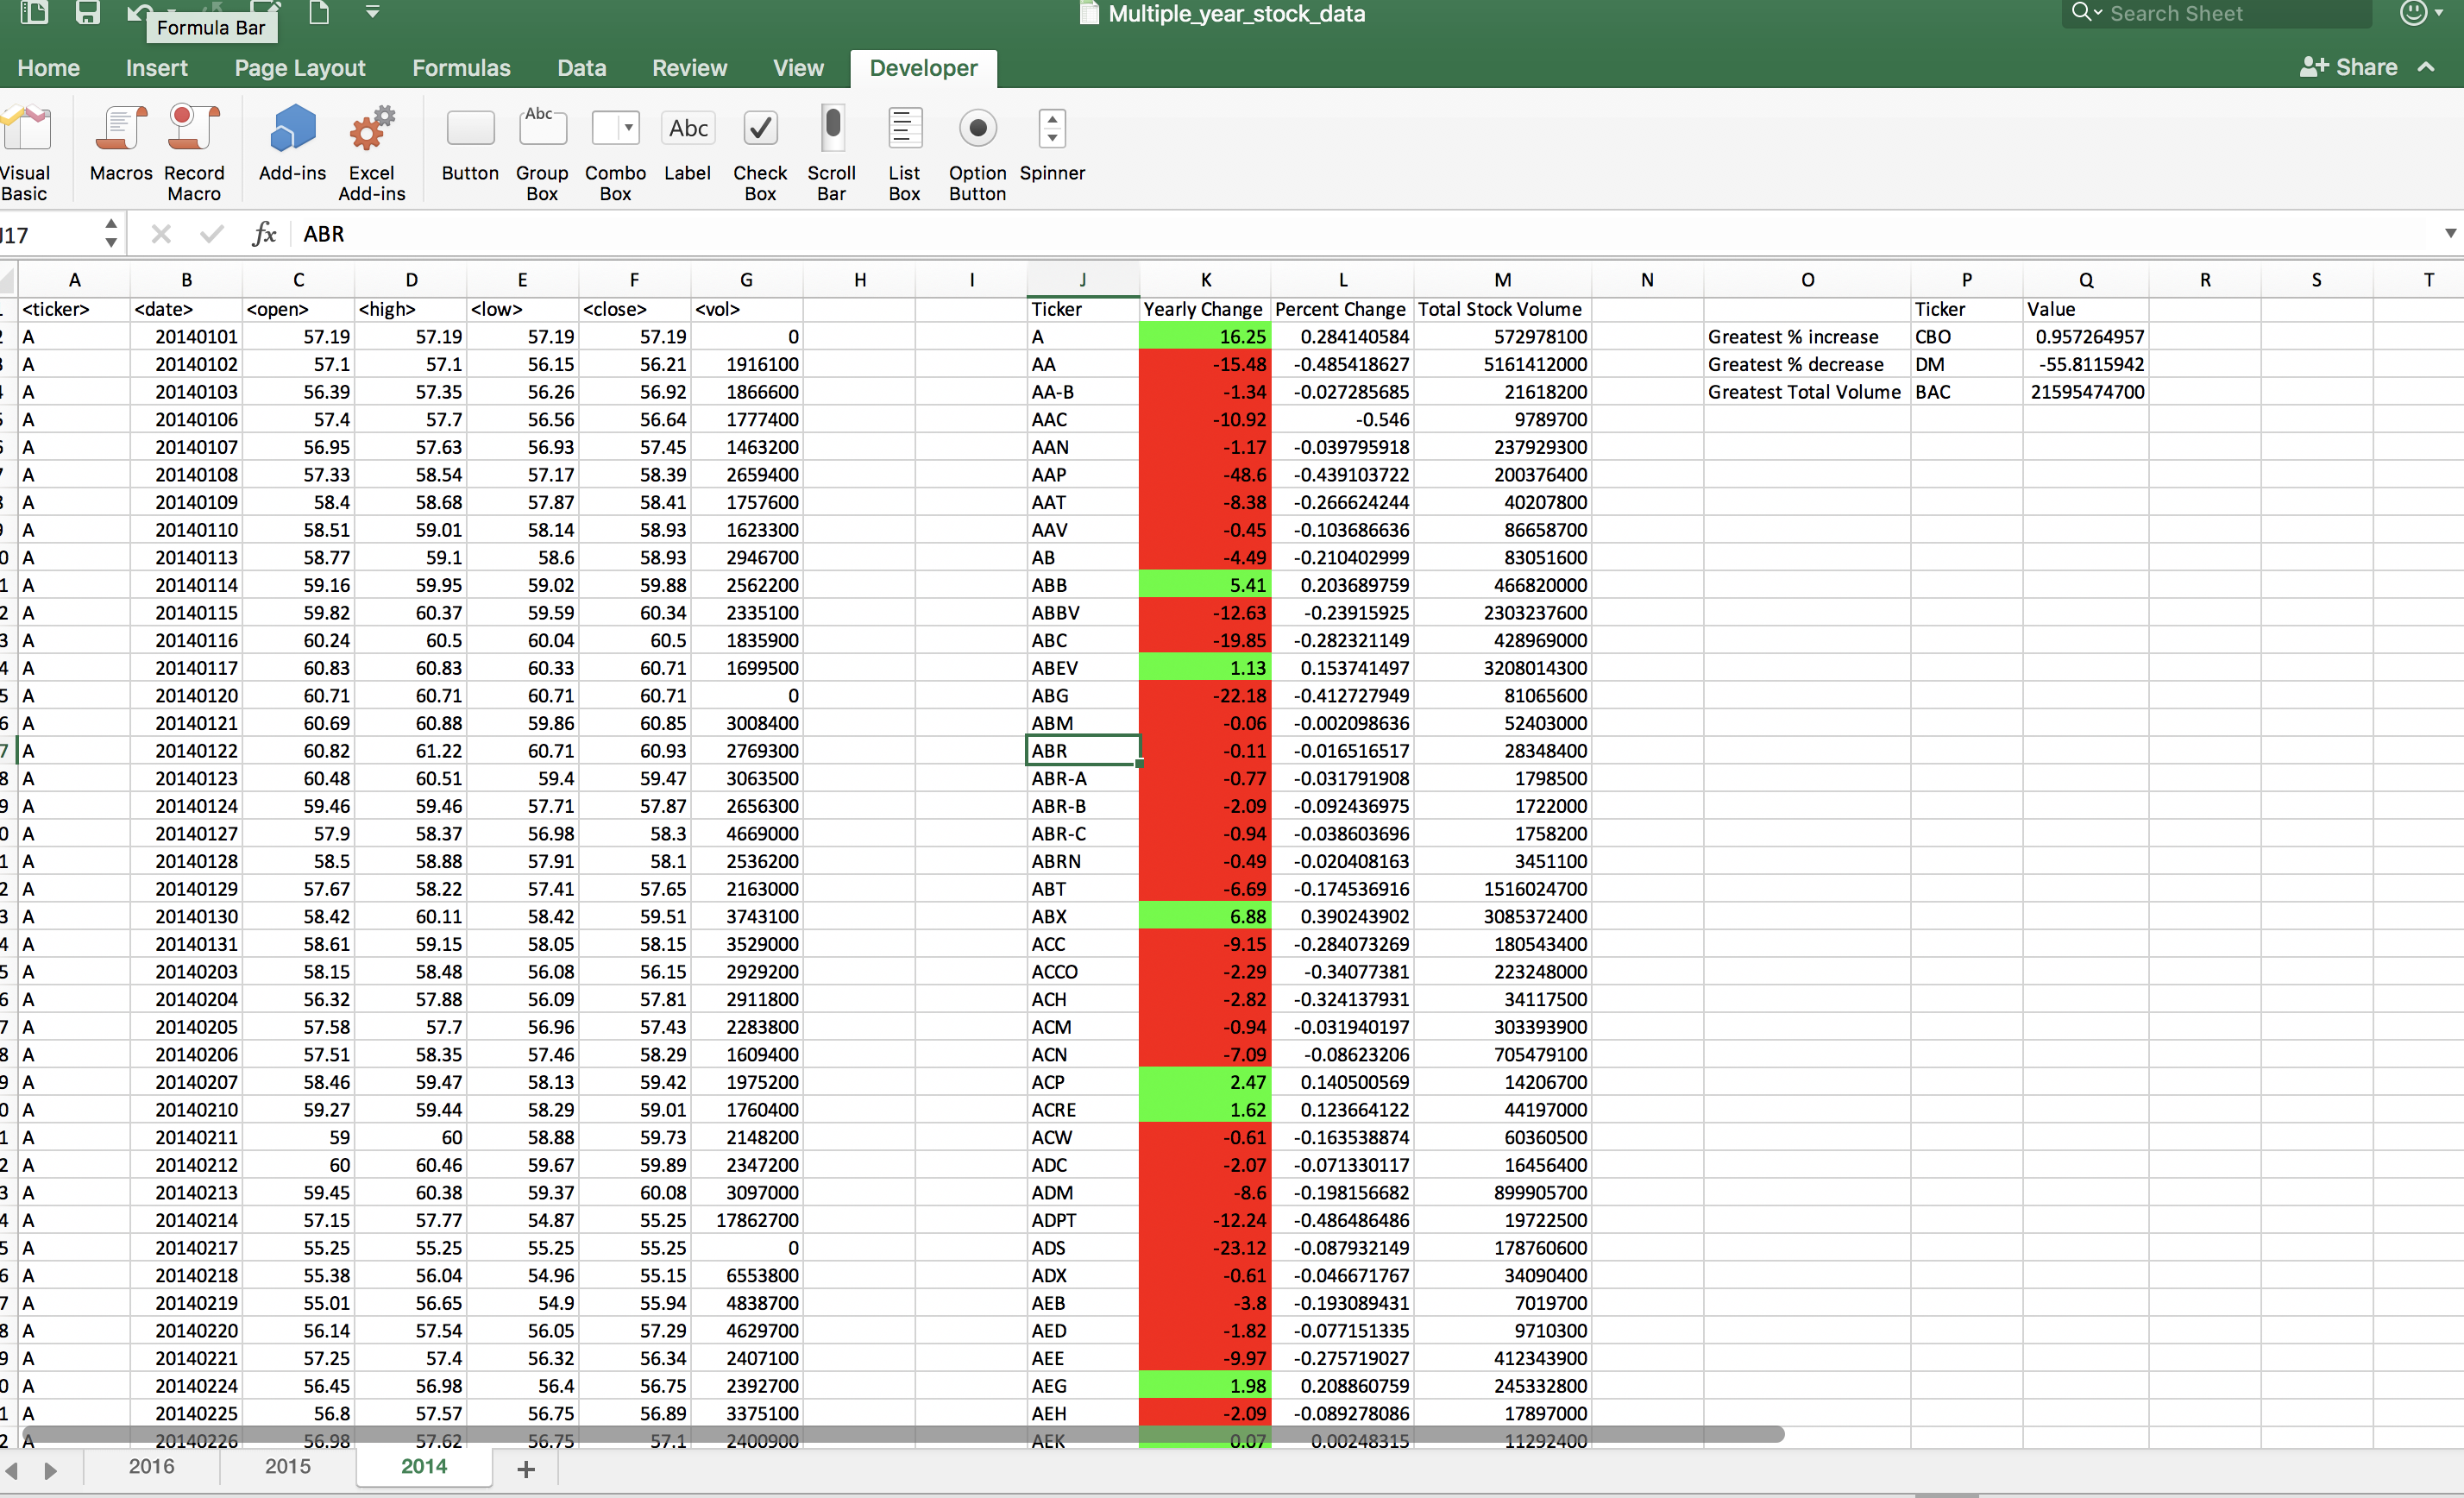 Formula Bar
Multiple_year_stock_data
Search Sheet
Home Insert Page Layout Formulas Data Review View Developer Share
Visual Basic Macros Record Macro Add-ins Excel Add-ins Button Group Box Combo Box Label Check Box Scroll Bar List Box Option Button Spinner
Abc Abc
J17 fx ABR
A B C D E F G H I J K L M N O P Q R S T
<ticker> <date> <open> <high> <low> <close> <vol> Ticker Yearly Change Percent Change Total Stock Volume Ticker Value
A 20140101 57.19 57.19 57.19 57.19 0 A 16.25 0.284140584 572978100 Greatest % increase CBO 0.957264957
A 20140102 57.1 57.1 56.15 56.21 1916100 AA -15.48 -0.485418627 5161412000 Greatest % decrease DM -55.8115942
A 20140103 56.39 57.35 56.26 56.92 1866600 AA-B -1.34 -0.027285685 21618200 Greatest Total Volume BAC 21595474700
A 20140106 57.4 57.7 56.56 56.64 1777400 AAC -10.92 -0.546 9789700
A 20140107 56.95 57.63 56.93 57.45 1463200 AAN -1.17 -0.039795918 237929300
A 20140108 57.33 58.54 57.17 58.39 2659400 AAP -48.6 -0.439103722 200376400
A 20140109 58.4 58.68 57.87 58.41 1757600 AAT -8.38 -0.266624244 40207800
A 20140110 58.51 59.01 58.14 58.93 1623300 AAV -0.45 -0.103686636 86658700
A 20140113 58.77 59.1 58.6 58.93 2946700 AB -4.49 -0.210402999 83051600
A 20140114 59.16 59.95 59.02 59.88 2562200 ABB 5.41 0.203689759 466820000
A 20140115 59.82 60.37 59.59 60.34 2335100 ABBV -12.63 -0.23915925 2303237600
A 20140116 60.24 60.5 60.04 60.5 1835900 ABC -19.85 -0.282321149 428969000
A 20140117 60.83 60.83 60.33 60.71 1699500 ABEV 1.13 0.153741497 3208014300
A 20140120 60.71 60.71 60.71 60.71 0 ABG -22.18 -0.412727949 81065600
A 20140121 60.69 60.88 59.86 60.85 3008400 ABM -0.06 -0.002098636 52403000
A 20140122 60.82 61.22 60.71 60.93 2769300 ABR -0.11 -0.016516517 28348400
A 20140123 60.48 60.51 59.4 59.47 3063500 ABR-A -0.77 -0.031791908 1798500
A 20140124 59.46 59.46 57.71 57.87 2656300 ABR-B -2.09 -0.092436975 1722000
A 20140127 57.9 58.37 56.98 58.3 4669000 ABR-C -0.94 -0.038603696 1758200
A 20140128 58.5 58.88 57.91 58.1 2536200 ABRN -0.49 -0.020408163 3451100
A 20140129 57.67 58.22 57.41 57.65 2163000 ABT -6.69 -0.174536916 1516024700
A 20140130 58.42 60.11 58.42 59.51 3743100 ABX 6.88 0.390243902 3085372400
A 20140131 58.61 59.15 58.05 58.15 3529000 ACC -9.15 -0.284073269 180543400
A 20140203 58.15 58.48 56.08 56.15 2929200 ACCO -2.29 -0.34077381 223248000
A 20140204 56.32 57.88 56.09 57.81 2911800 ACH -2.82 -0.324137931 34117500
A 20140205 57.58 57.7 56.96 57.43 2283800 ACM -0.94 -0.031940197 303393900
A 20140206 57.51 58.35 57.46 58.29 1609400 ACN -7.09 -0.08623206 705479100
A 20140207 58.46 59.47 58.13 59.42 1975200 ACP 2.47 0.140500569 14206700
A 20140210 59.27 59.44 58.29 59.01 1760400 ACRE 1.62 0.123664122 44197000
A 20140211 59 60 58.88 59.73 2148200 ACW -0.61 -0.163538874 60360500
A 20140212 60 60.46 59.67 59.89 2347200 ADC -2.07 -0.071330117 16456400
A 20140213 59.45 60.38 59.37 60.08 3097000 ADM -8.6 -0.198156682 899905700
A 20140214 57.15 57.77 54.87 55.25 17862700 ADPT -12.24 -0.486486486 19722500
A 20140217 55.25 55.25 55.25 55.25 0 ADS -23.12 -0.087932149 178760600
A 20140218 55.38 56.04 54.96 55.15 6553800 ADX -0.61 -0.046671767 34090400
A 20140219 55.01 56.65 54.9 55.94 4838700 AEB -3.8 -0.193089431 7019700
A 20140220 56.14 57.54 56.05 57.29 4629700 AED -1.82 -0.077151335 9710300
A 20140221 57.25 57.4 56.32 56.34 2407100 AEE -9.97 -0.275719027 412343900
A 20140224 56.45 56.98 56.4 56.75 2392700 AEG 1.98 0.208860759 245332800
A 20140225 56.8 57.57 56.75 56.89 3375100 AEH -2.09 -0.089278086 17897000
A 20140226 56.98 57.62 56.75 57.1 2400900 AEK 0.07 0.00248315 11292400
2016 2015 2014 +